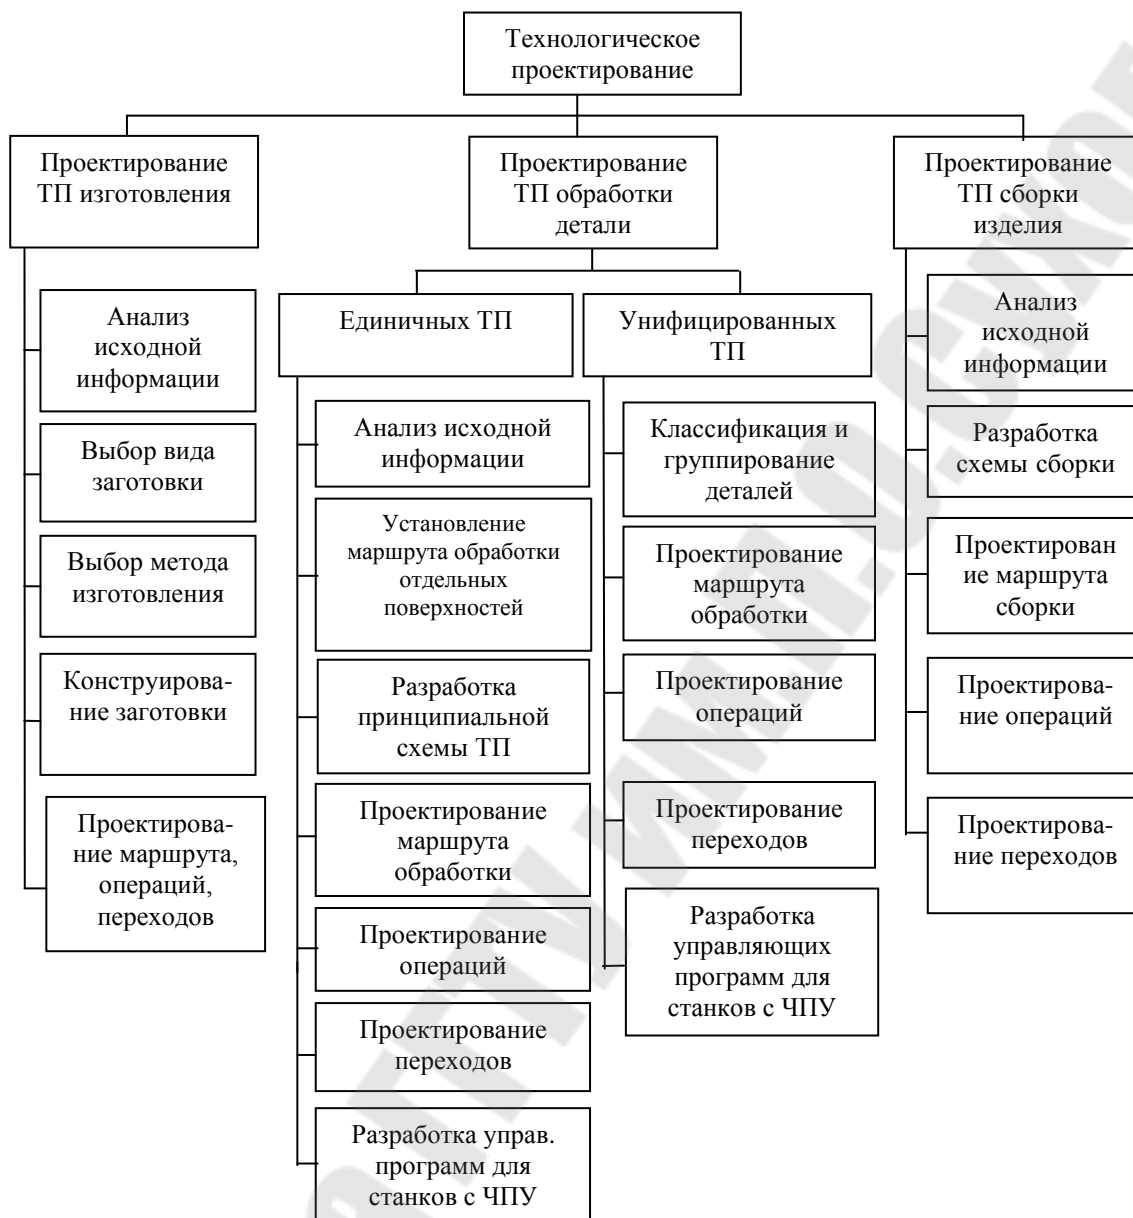 Технологическое
проектирование
Проектирование
ТП изготовления
Проектирование
ТП обработки
детали
Проектирование
ТП сборки
изделия
Анализ
исходной
информации
Выбор вида
заготовки
Выбор метода
изготовления
Конструирова-
ние заготовки
Проектирова-
ние маршрута,
операций,
переходов
Единичных ТП
Анализ исходной
информации
Установление
маршрута обработки
отдельных
поверхностей
Разработка
принципиальной
схемы ТП
Проектирование
маршрута
обработки
Проектирование
операций
Проектирование
переходов
Разработка управ.
программ для
станков с ЧПУ
Унифицированных
ТП
Классификация и
группирование
деталей
Проектирование
маршрута
обработки
Проектирование
операций
Проектирование
переходов
Разработка
управляющих
программ для
станков с ЧПУ
Анализ
исходной
информации
Разработка
схемы сборки
Проектирован
ие маршрута
сборки
Проектирова-
ние операций
Проектирова-
ние переходов